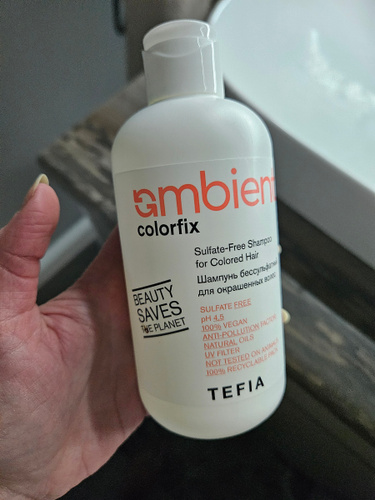 ambien
colorfix
Sulfate-Free Shampoo
for Colored Hair
Шампунь бессульфатный
для окрашенных волос
BEAUTY
SAVES
THE PLANET
SULFATE FREE
pH 4,5
100% VEGAN
ANTI-POLLUTION FACTOR
NATURAL OILS
UV FILTER
NOT TESTED ON ANIMALS
100% RECYCLABLE PACK
TEFIA